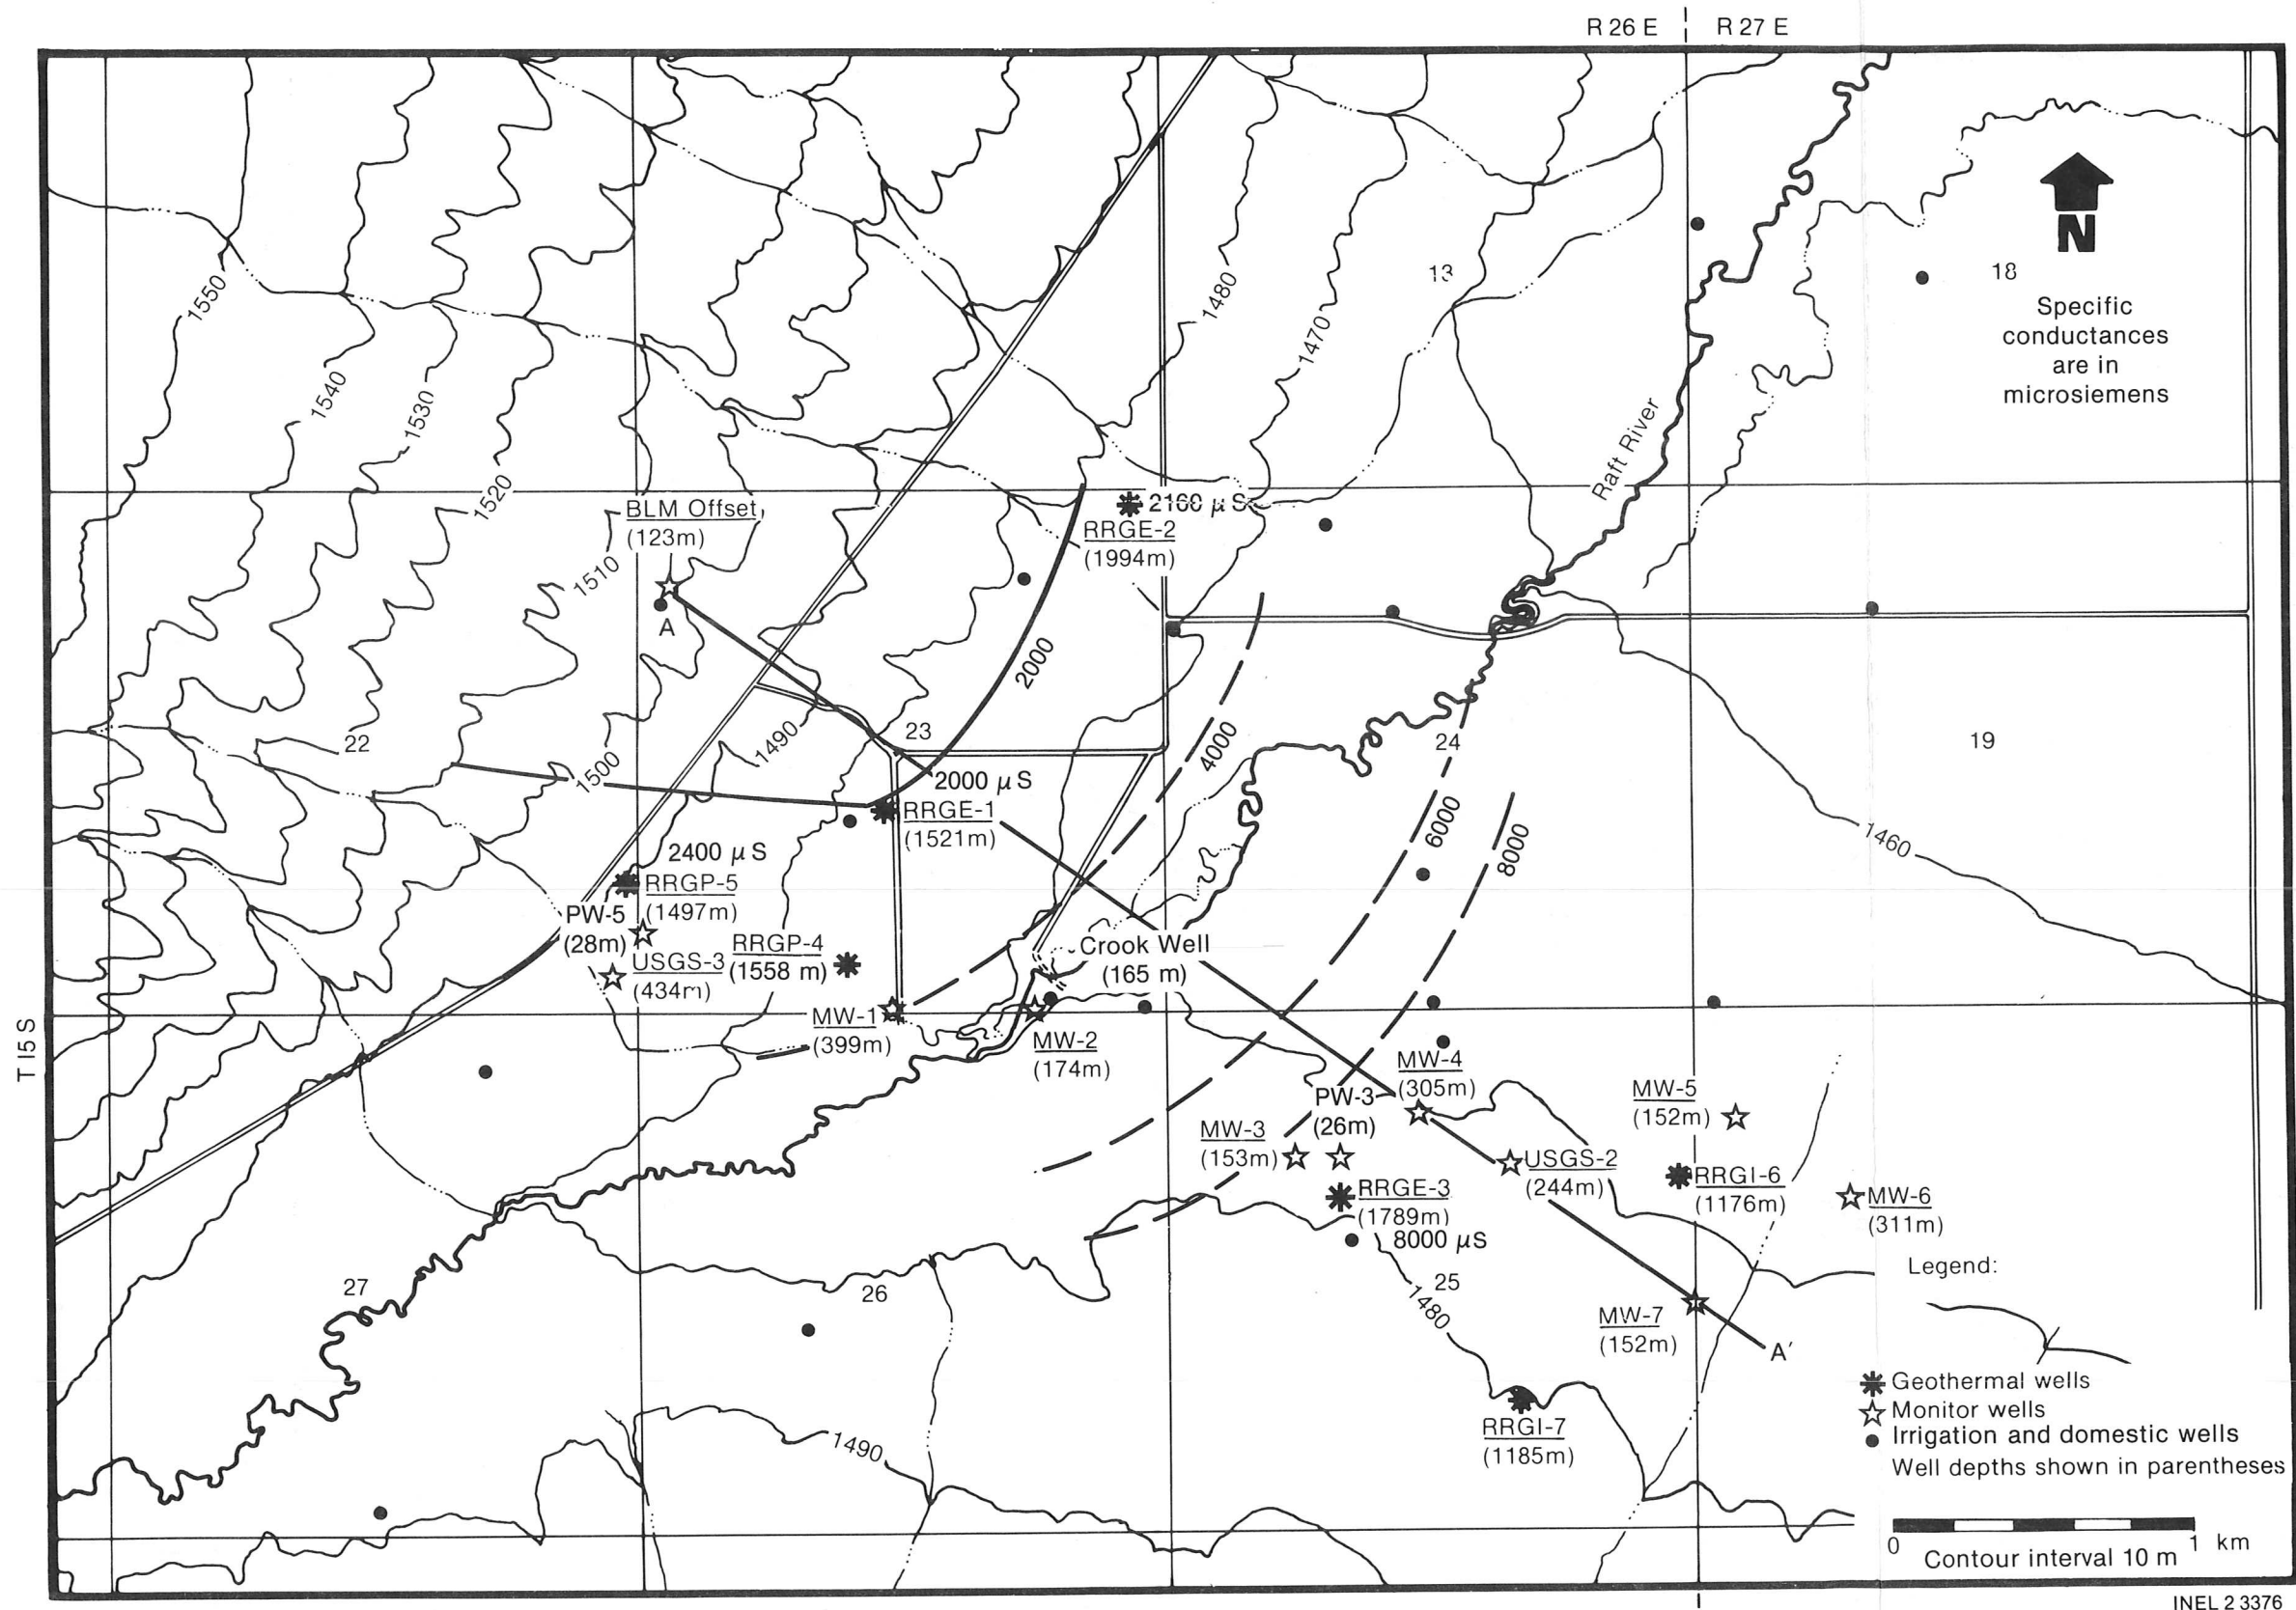 R 26 E
R 27 E
N
Specific
conductances
are in
microsiemens
13
18
1550
1540
1530
1520
1510
1500
1490
1480
1470
Raft River
BLM Offset
(123m)
A
2160 μS
RRGE-2
(1994m)
2000
22
23
24
19
4000
6000
8000
1460
2000 μS
RRGE-1
(1521m)
2400 μS
RRGP-5
(1497m)
PW-5
(28m)
USGS-3
(434m)
RRGP-4
(1558 m)
Crook Well
(165 m)
MW-1
(399m)
MW-2
(174m)
T 15 S
MW-4
(305m)
PW-3
(26m)
MW-3
(153m)
MW-5
(152m)
USGS-2
(244m)
RRGI-6
(1176m)
MW-6
(311m)
RRGE-3
(1789m)
8000 μS
27
26
25
1480
MW-7
(152m)
A'
RRGI-7
(1185m)
1490
Legend:
Geothermal wells
Monitor wells
Irrigation and domestic wells
Well depths shown in parentheses
0 1 km
Contour interval 10 m
INEL 2 3376